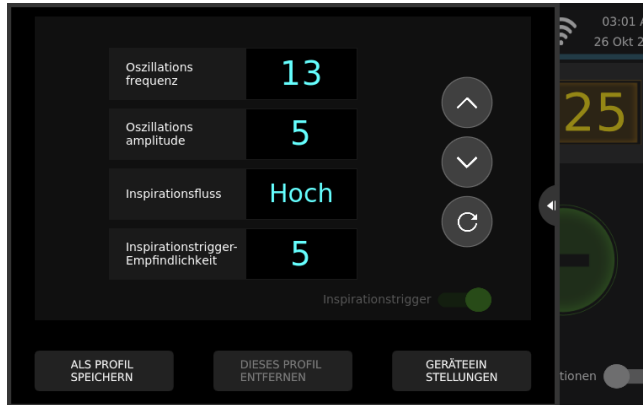 03:01
26 Okt
Oszillations
frequenz
13
25
Oszillations
amplitude
5
Inspirationsfluss
Hoch
Inspirationstrigger-
Empfindlichkeit
5
Inspirationstrigger
ALS PROFIL
SPEICHERN
DIESES PROFIL
ENTFERNEN
GERÄTEEIN
STELLUNGEN
tionen